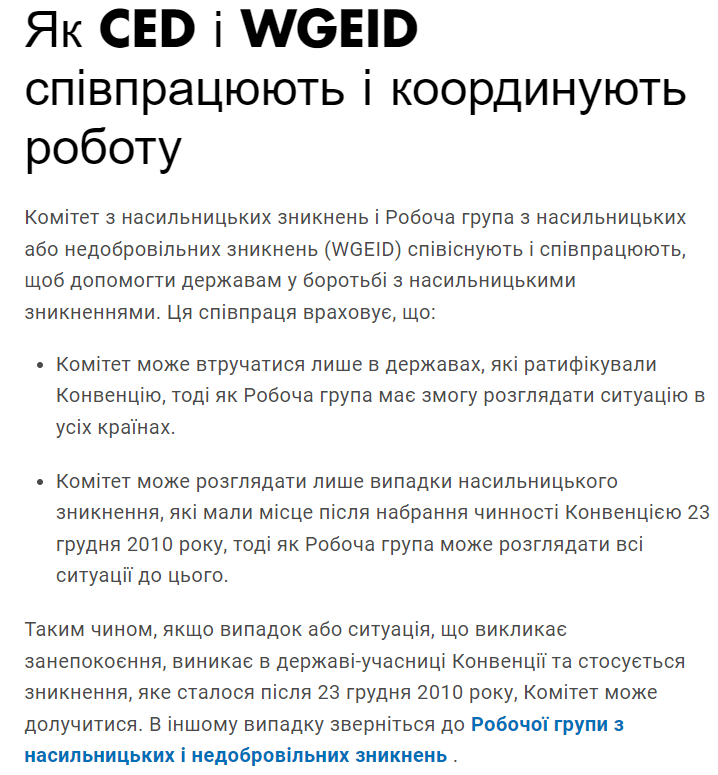 Як CED і WGEID
співпрацюють і координують
роботу
Комітет з насильницьких зникнень і Робоча група з насильницьких
або недобровільних зникнень (WGEID) співіснують і співпрацюють,
щоб допомогти державам у боротьбі з насильницькими
зникненнями. Ця співпраця враховує, що:
• Комітет може втручатися лише в державах, які ратифікували
Конвенцію, тоді як Робоча група має змогу розглядати ситуацію в
усіх країнах.
• Комітет може розглядати лише випадки насильницького
зникнення, які мали місце після набрання чинності Конвенцією 23
грудня 2010 року, тоді як Робоча група може розглядати всі
ситуації до цього.
Таким чином, якщо випадок або ситуація, що викликає
занепокоєння, виникає в державі-учасниці Конвенції та стосується
зникнення, яке сталося після 23 грудня 2010 року, Комітет може
долучитися. В іншому випадку зверніться до Робочої групи з
насильницьких і недобровільних зникнень .